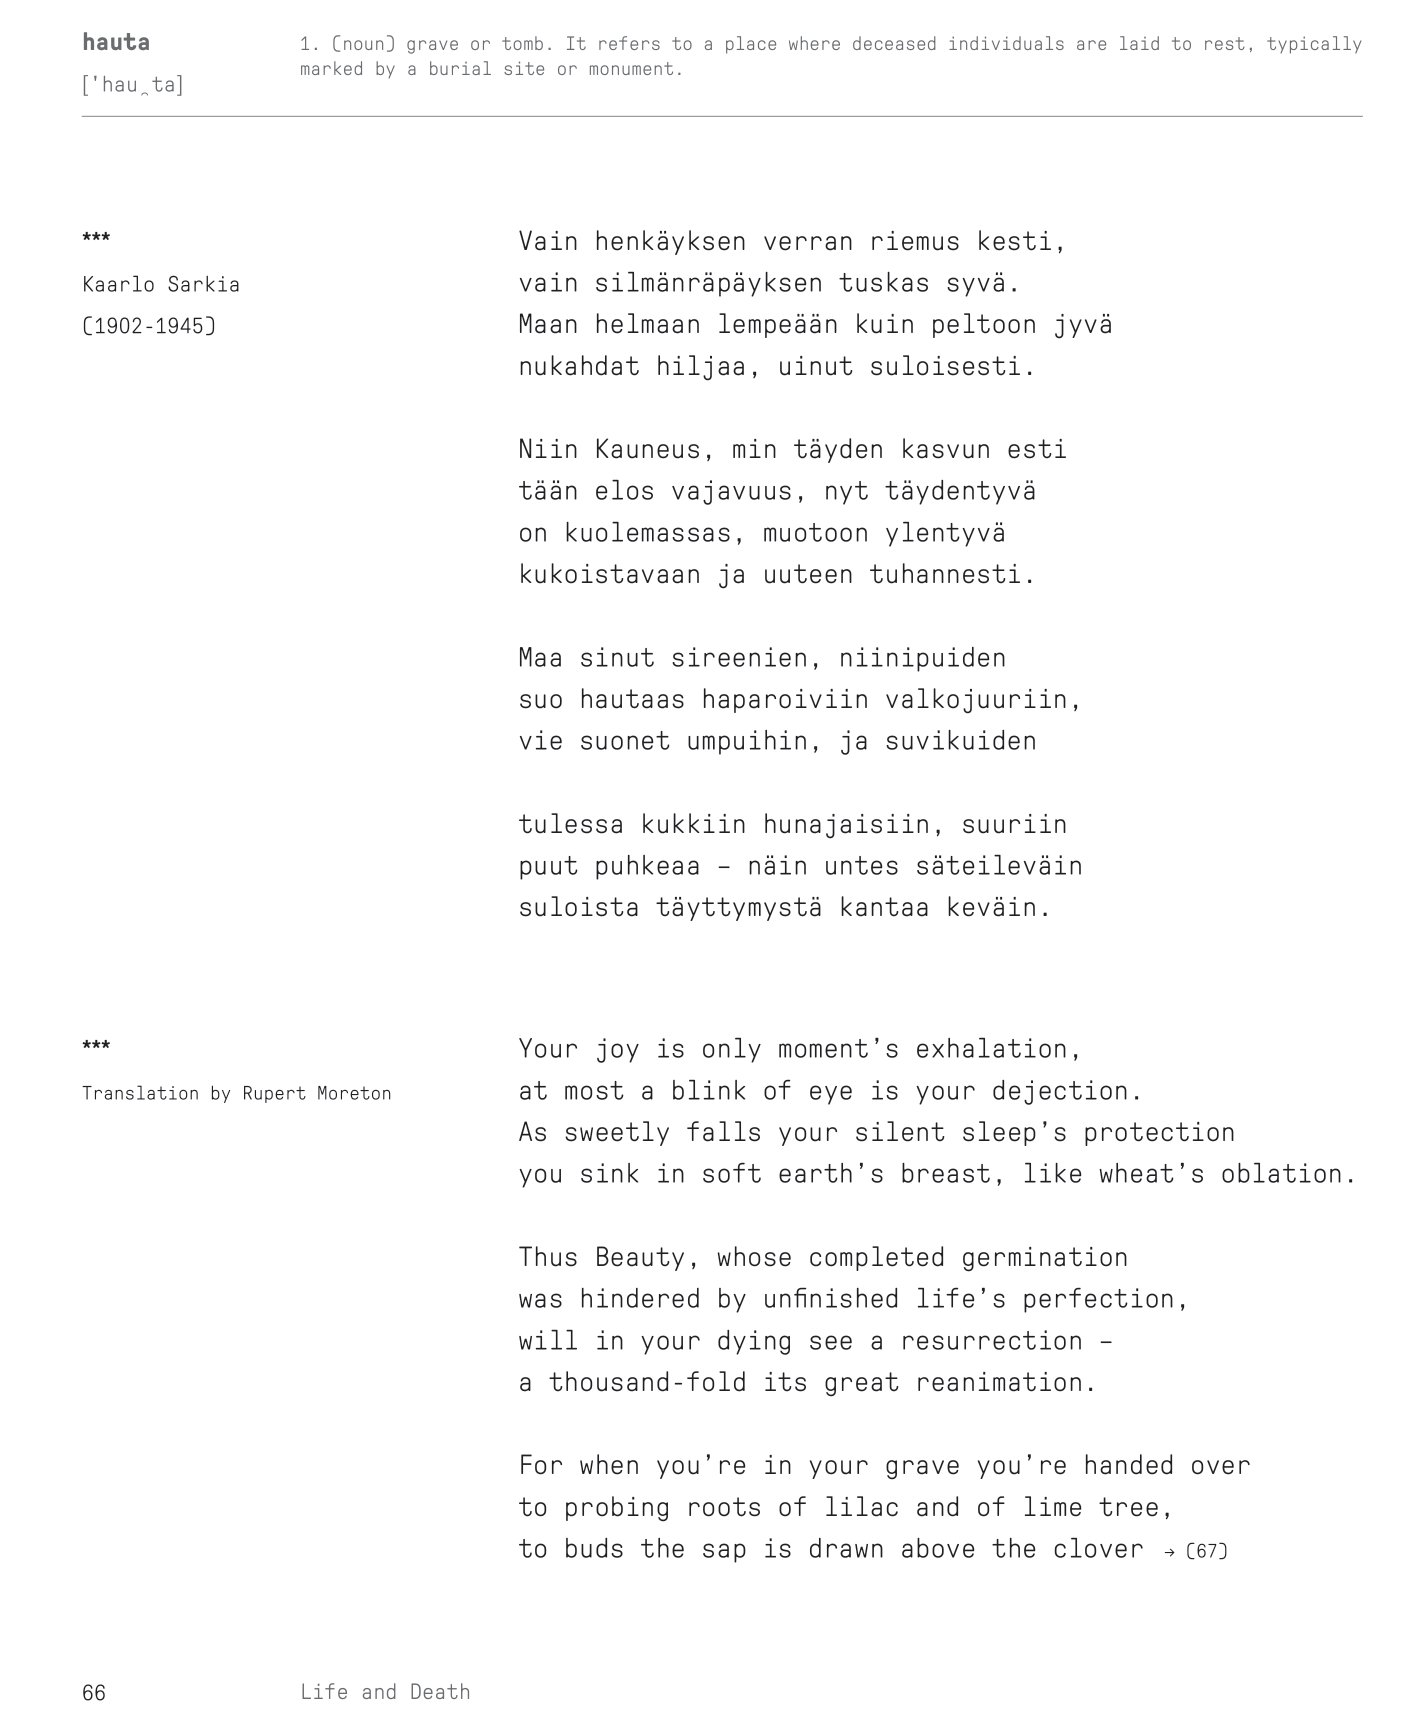 hauta
['hau̯ta]
1. (noun) grave or tomb. It refers to a place where deceased individuals are laid to rest, typically
marked by a burial site or monument.
***
Kaarlo Sarkia
(1902-1945)
Vain henkäyksen verran riemus kesti,
vain silmänräpäyksen tuskas syvä.
Maan helmaan lempeään kuin peltoon jyvä
nukahdat hiljaa, uinut suloisesti.
Niin Kauneus, min täyden kasvun esti
tään elos vajavuus, nyt täydentyvä
on kuolemassas, muotoon ylentyvä
kukoistavaan ja uuteen tuhannesti.
Maa sinut sireenien, niinipuiden
suo hautaas haparoiviin valkojuuriin,
vie suonet umpuihin, ja suvikuiden
tulessa kukkiin hunajaisiin, suuriin
puut puhkeaa – näin untes säteileväin
suloista täyttymystä kantaa keväin.
***
Translation by Rupert Moreton
Your joy is only moment’s exhalation,
at most a blink of eye is your dejection.
As sweetly falls your silent sleep’s protection
you sink in soft earth’s breast, like wheat’s oblation.
Thus Beauty, whose completed germination
was hindered by unfinished life’s perfection,
will in your dying see a resurrection –
a thousand-fold its great reanimation.
For when you’re in your grave you’re handed over
to probing roots of lilac and of lime tree,
to buds the sap is drawn above the clover → (67)
66
Life and Death